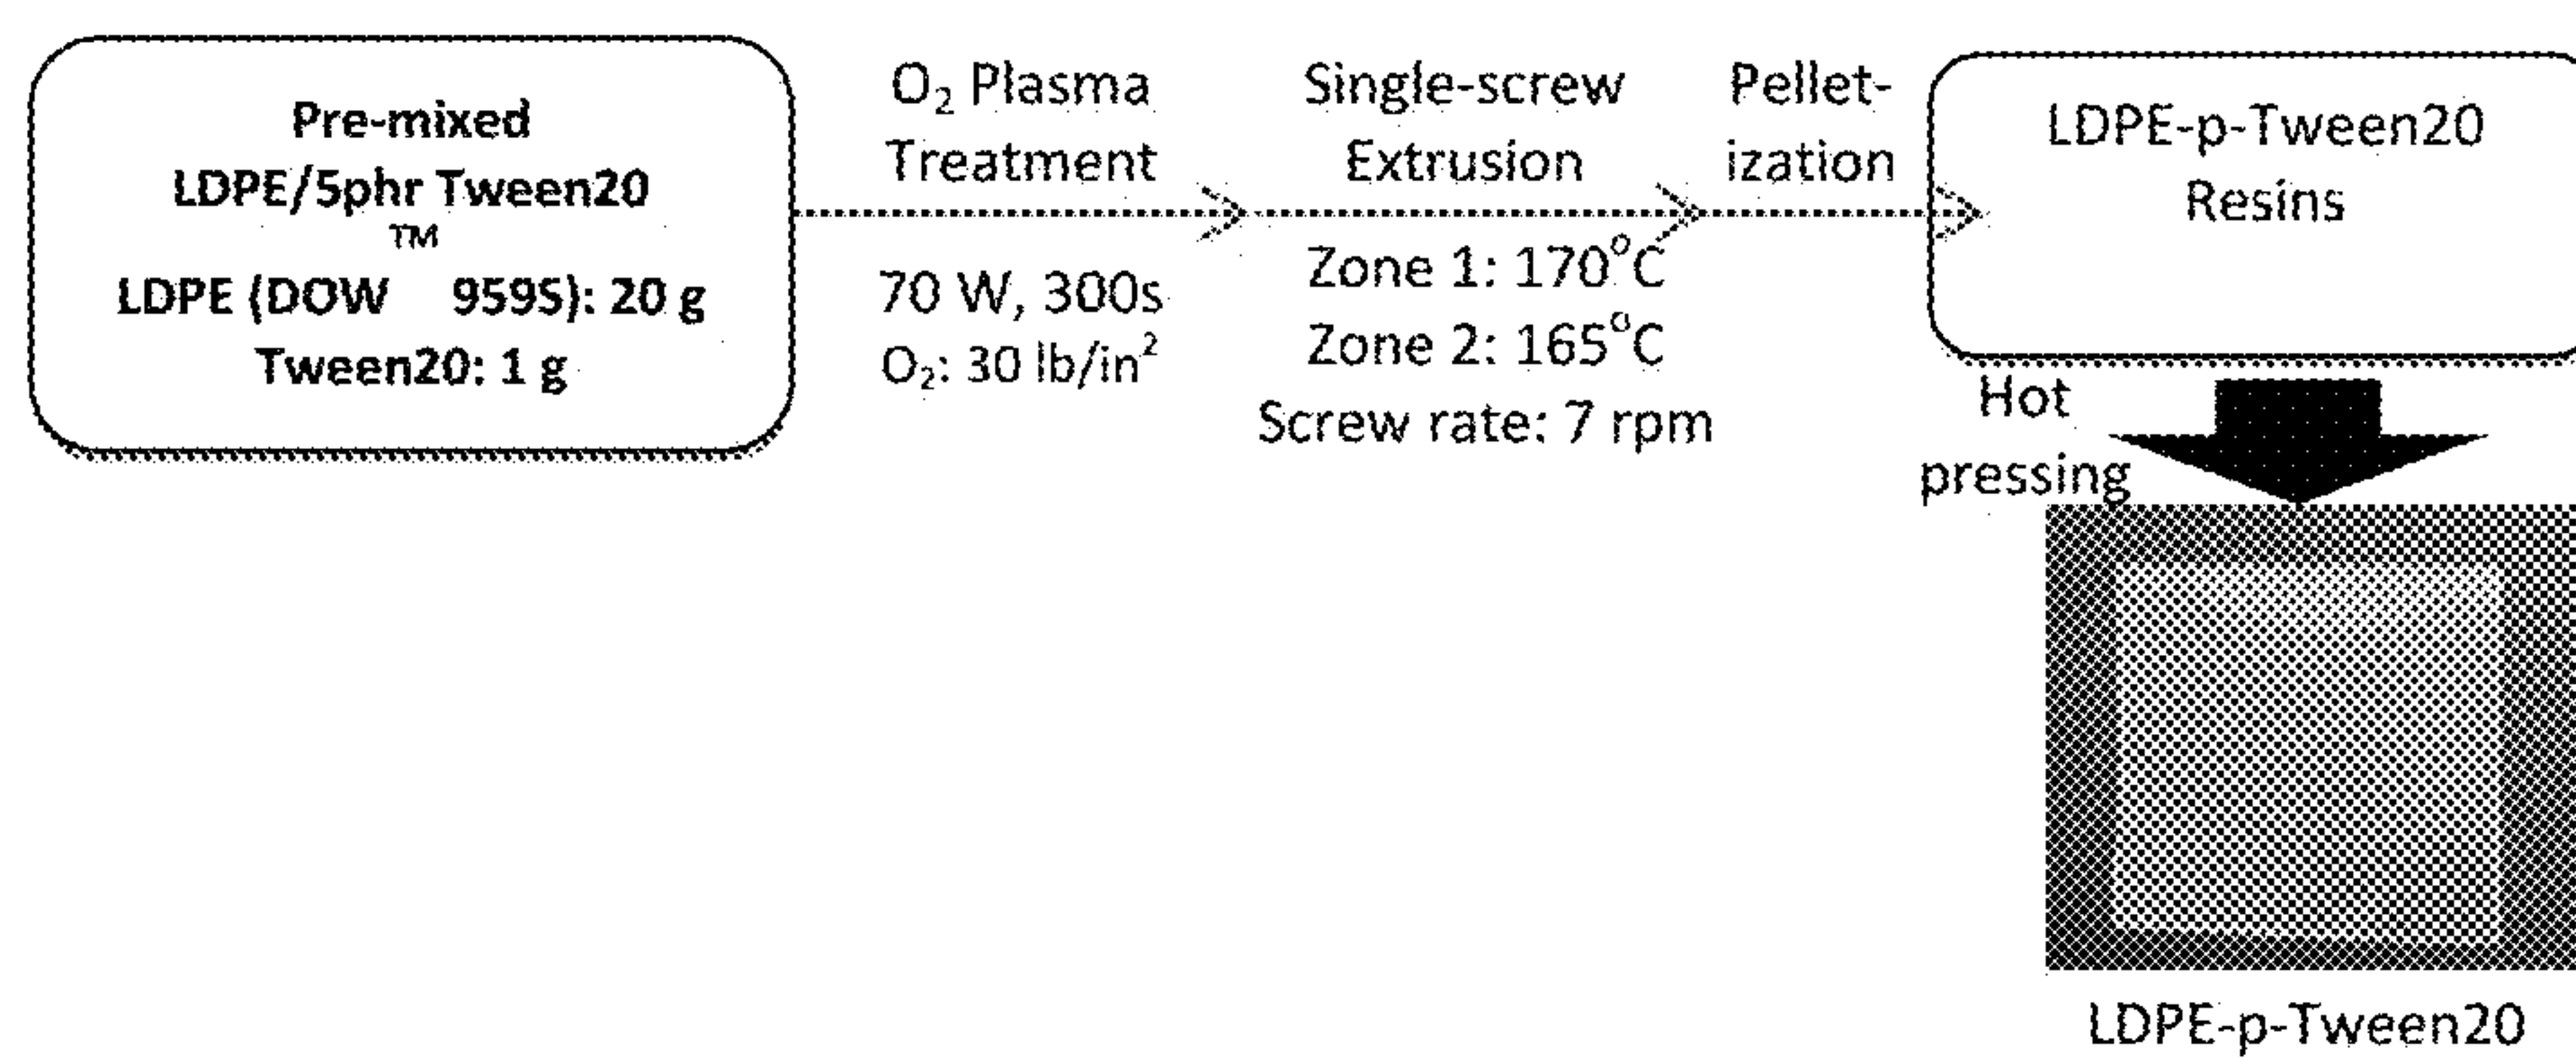 Pre-mixed
LDPE/5phr Tween20
TM
LDPE (DOW 959S): 20 g
Tween20: 1 g
O₂ Plasma
Treatment
70 W, 300s
O₂: 30 lb/in²
Single-screw
Extrusion
Zone 1: 170°C
Zone 2: 165°C
Screw rate: 7 rpm
Pellet-
ization
LDPE-p-Tween20
Resins
Hot
pressing
LDPE-p-Tween20